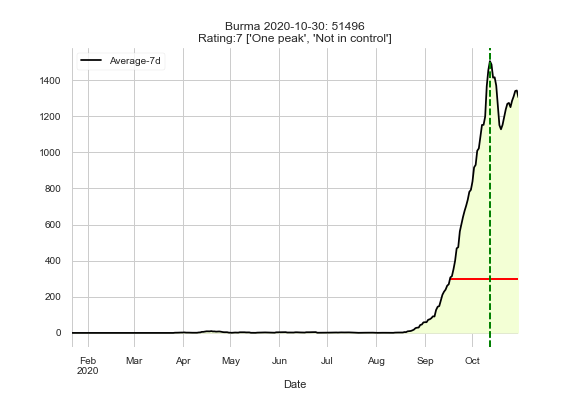 Burma 2020-10-30: 51496
Rating:7 ['One peak', 'Not in control']
Average-7d
1400
1200
1000
800
600
400
200
0
Feb Mar Apr May Jun Jul Aug Sep Oct
2020
Date